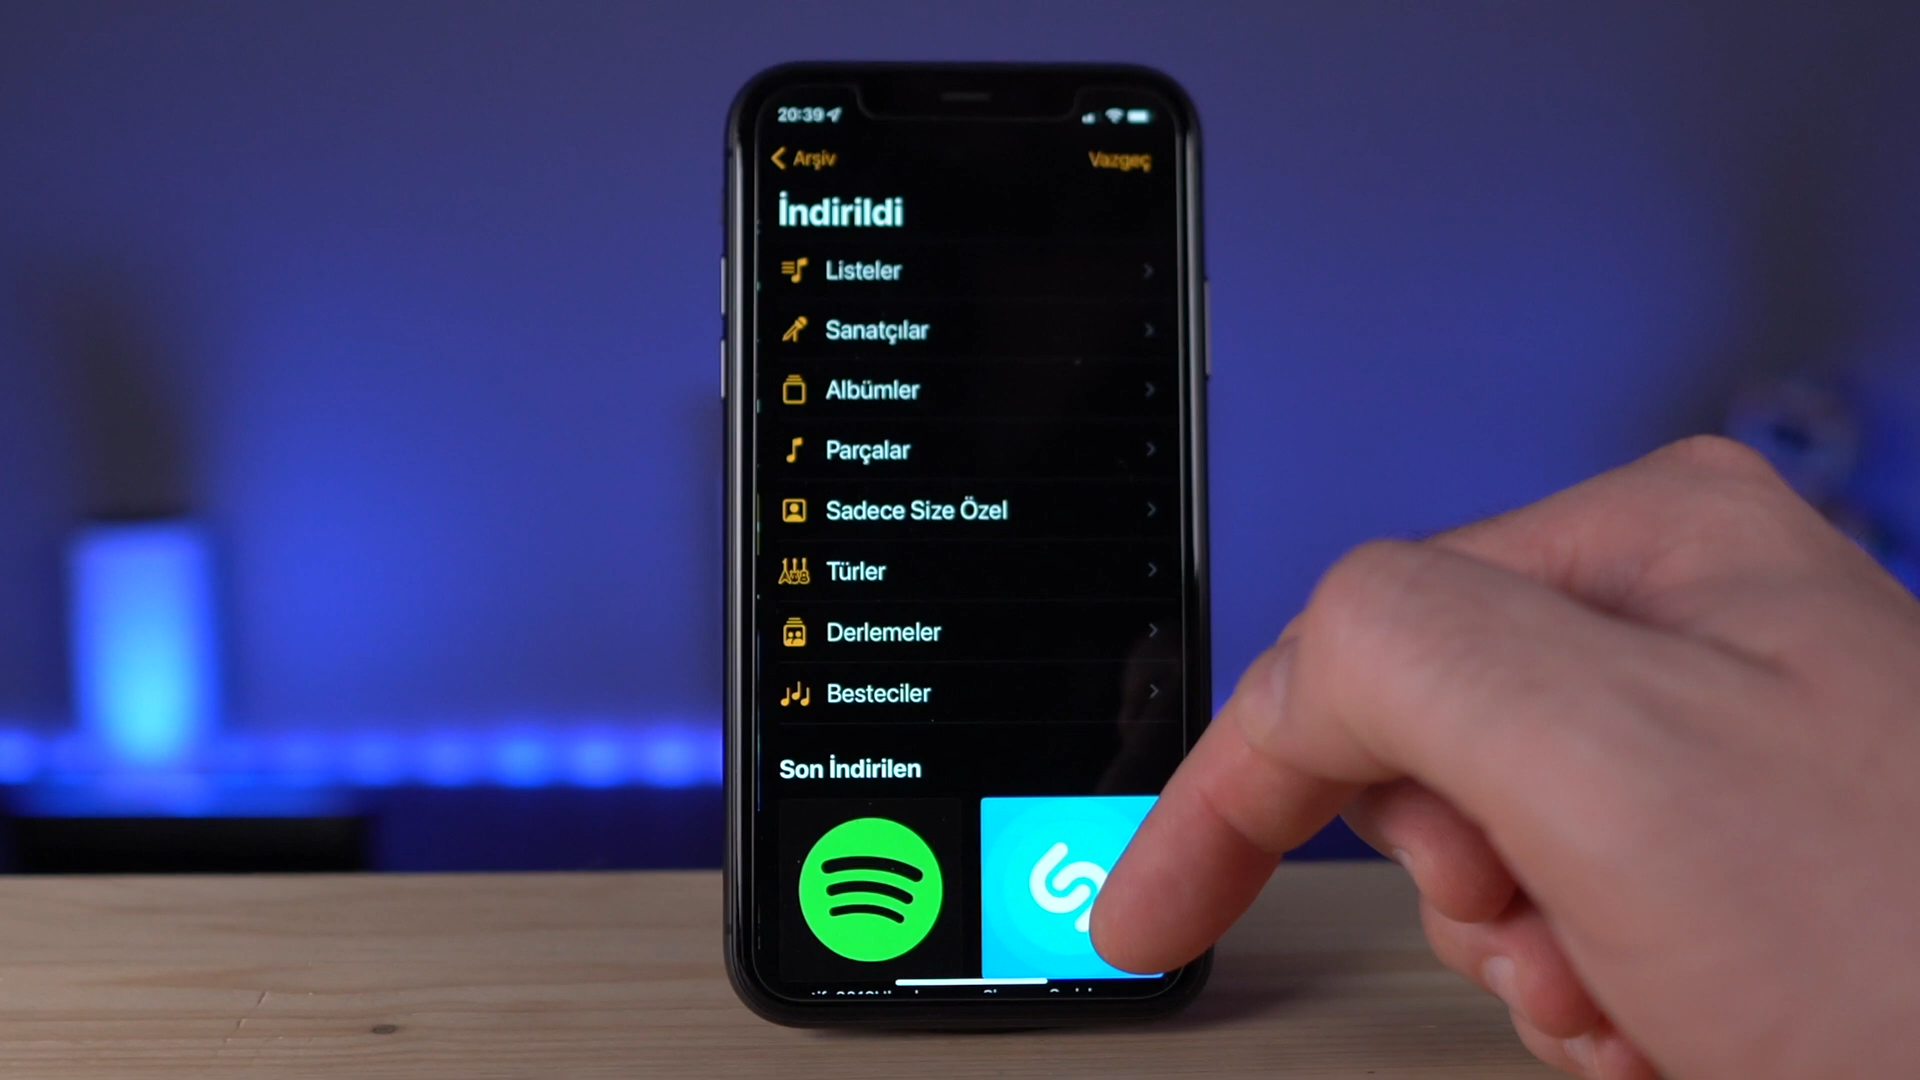 20:39
Arşiv
Vazgeç
İndirildi
Listeler
Sanatçılar
Albümler
Parçalar
Sadece Size Özel
Türler
Derlemeler
Besteciler
Son İndirilen